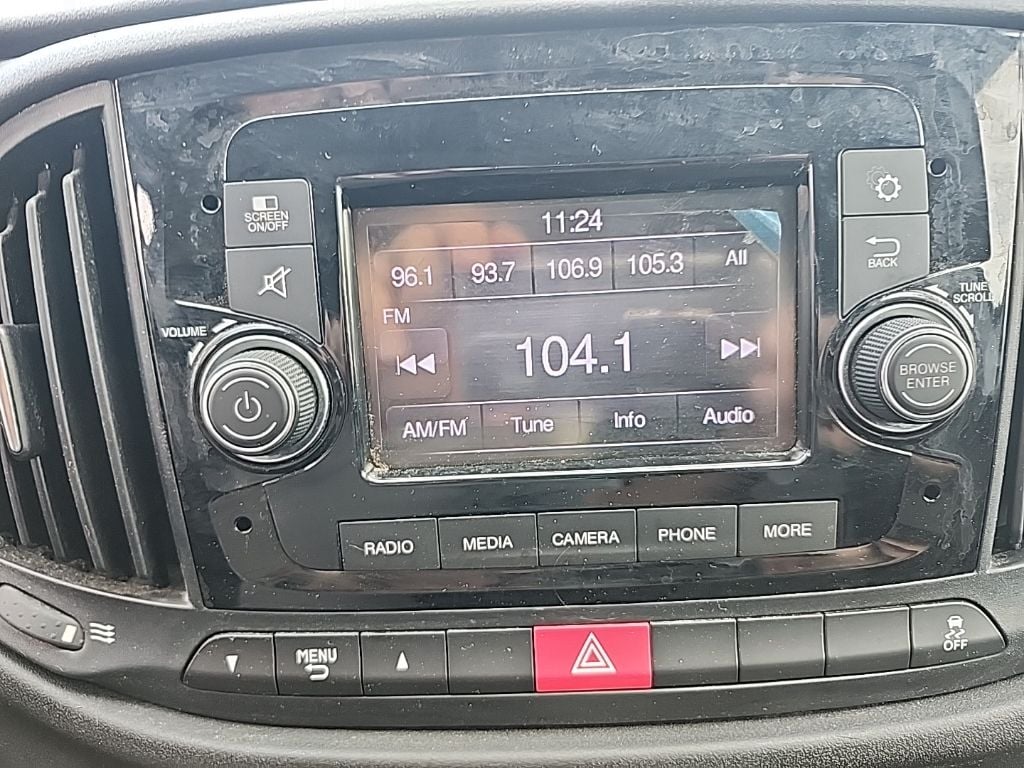 SCREEN
ON/OFF
VOLUME
11:24
96.1 93.7 106.9 105.3 All
FM
104.1
AM/FM Tune Info Audio
BACK
TUNE
SCROLL
BROWSE
ENTER
RADIO MEDIA CAMERA PHONE MORE
MENU
OFF